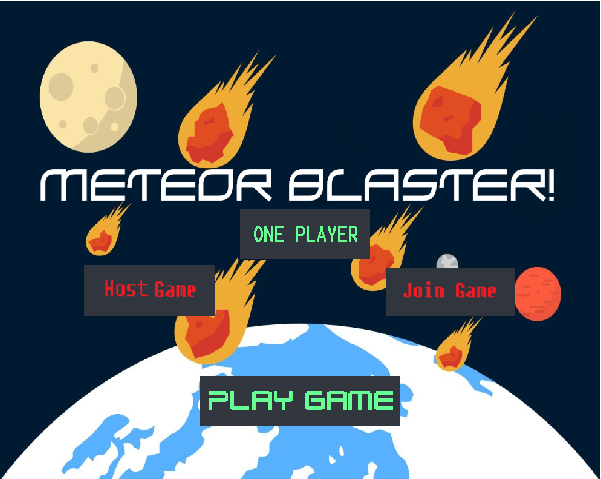 METEOR BLASTER!
ONE PLAYER
Host Game
Join Game
PLAY GAME